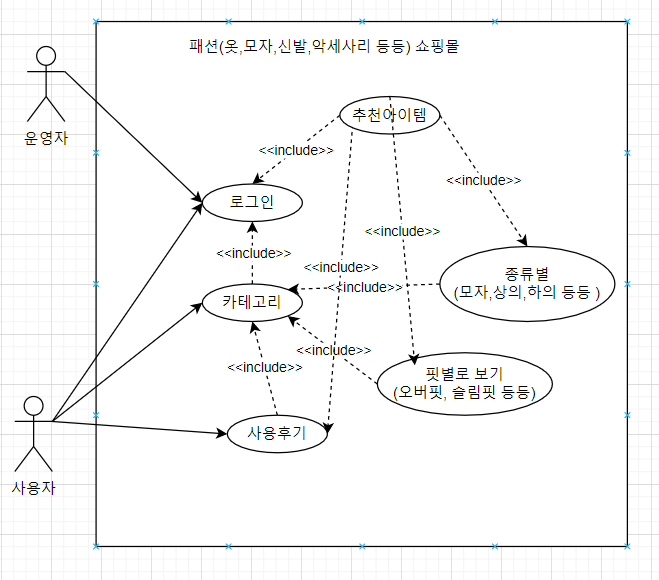 패션(옷,모자,신발,악세사리 등등) 쇼핑몰
운영자
추천아이템
<<include>>
<<include>>
로그인
<<include>>
<<include>>
<<include>>
<<include>>
카테고리
종류별
(모자,상의,하의 등등 )
<<include>>
<<include>>
핏별로 보기
(오버핏, 슬림핏 등등)
사용후기
사용자